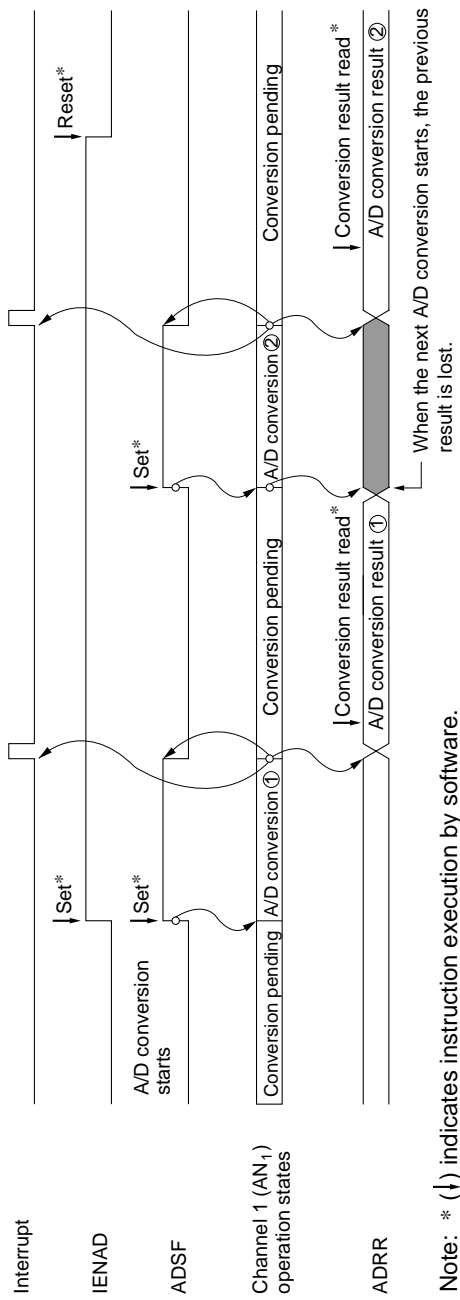 Interrupt
IENAD
Set*
Reset*
ADSF
A/D conversion
starts
Set*
Set*
Channel 1 (AN1)
operation states
Conversion pending
A/D conversion ①
Conversion pending
A/D conversion ②
Conversion pending
ADRR
Conversion result read*
A/D conversion result ①
Conversion result read*
A/D conversion result ②
When the next A/D conversion starts, the previous
result is lost.
Note: * (↓) indicates instruction execution by software.